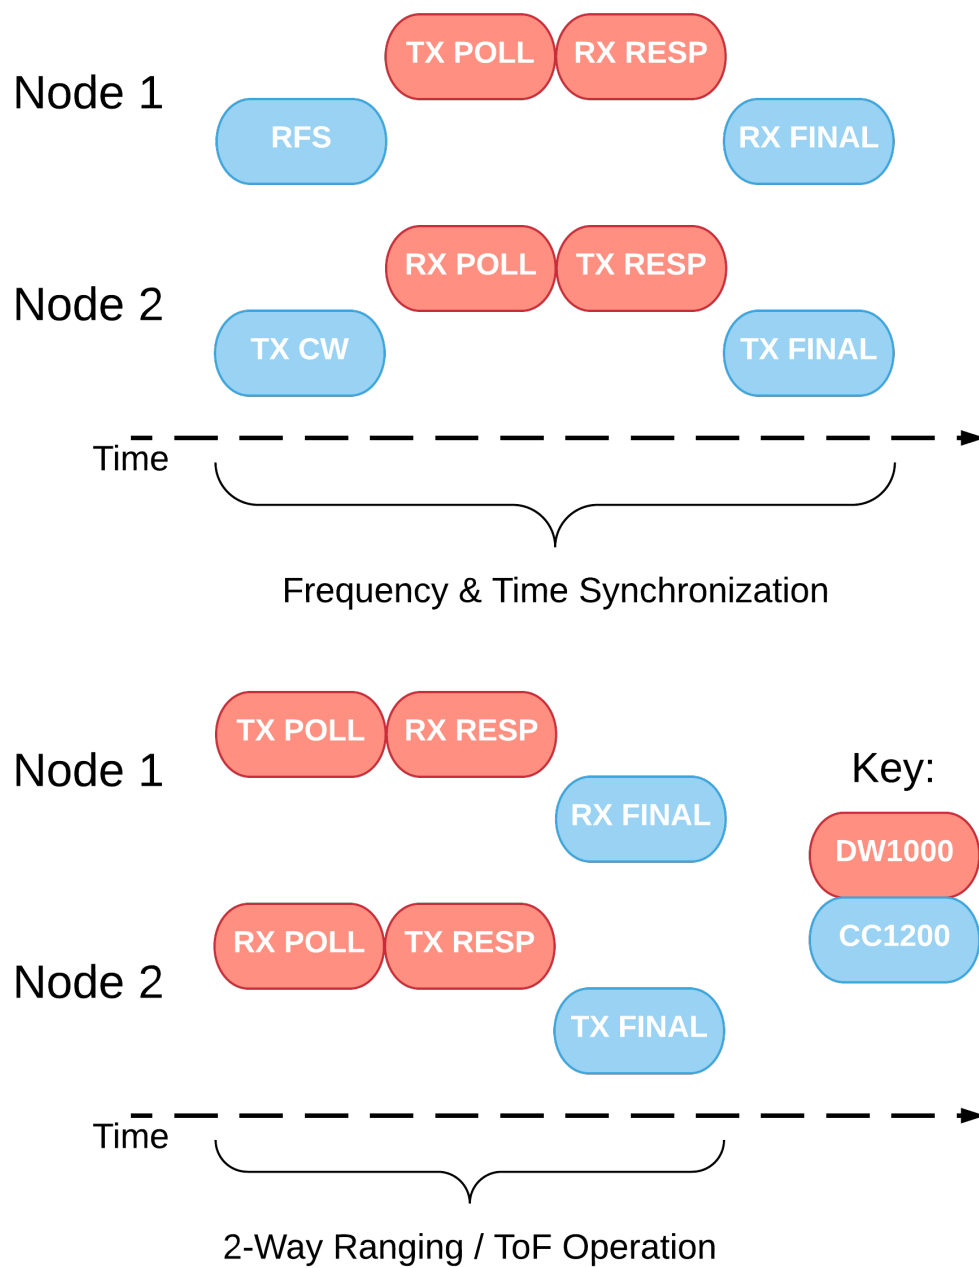 TX POLL RX RESP
Node 1
RFS RX FINAL
RX POLL TX RESP
Node 2
TX CW TX FINAL
Time
Frequency & Time Synchronization
TX POLL RX RESP
Node 1
Key:
RX FINAL
DW1000
RX POLL TX RESP
CC1200
Node 2
TX FINAL
Time
2-Way Ranging / ToF Operation